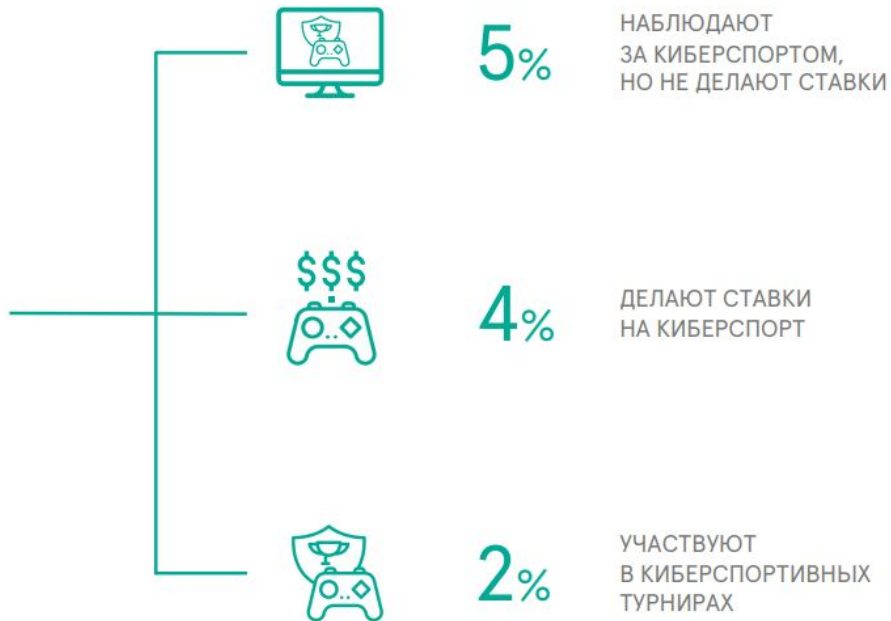 5%
НАБЛЮДАЮТ
ЗА КИБЕРСПОРТОМ,
НО НЕ ДЕЛАЮТ СТАВКИ
$$$
4%
ДЕЛАЮТ СТАВКИ
НА КИБЕРСПОРТ
2%
УЧАСТВУЮТ
В КИБЕРСПОРТИВНЫХ
ТУРНИРАХ